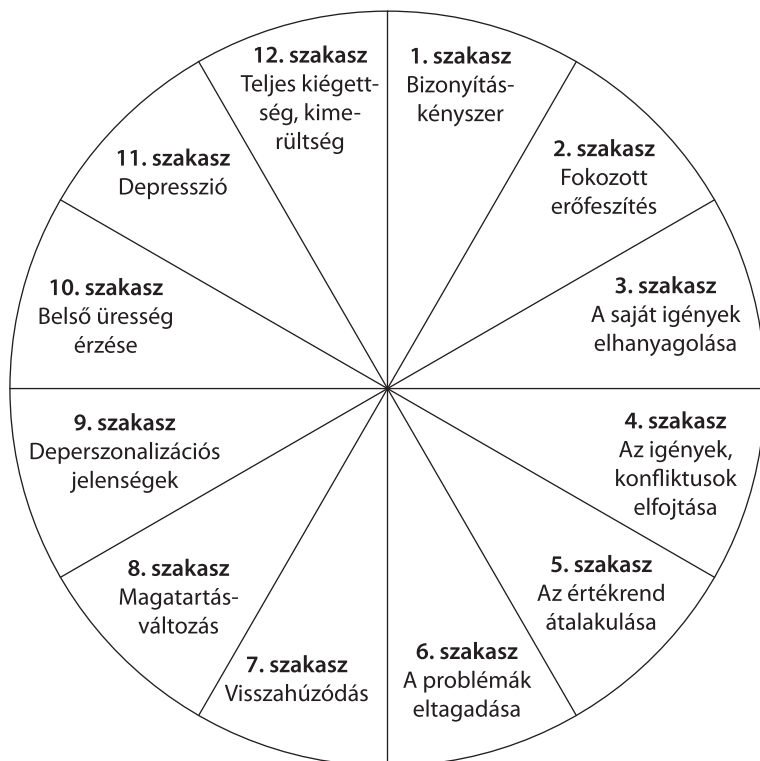 1. szakasz
Bizonyítás-
kényszer
2. szakasz
Fokozott
erőfeszítés
3. szakasz
A saját igények
elhanyagolása
4. szakasz
Az igények,
konfliktusok
elfojtása
5. szakasz
Az értékrend
átalakulása
6. szakasz
A problémák
eltagadása
7. szakasz
Visszahúzódás
8. szakasz
Magatartás-
változás
9. szakasz
Deperszonalizációs
jelenségek
10. szakasz
Belső üresség
érzése
11. szakasz
Depresszió
12. szakasz
Teljes kiégett-
ség, kime-
rültség